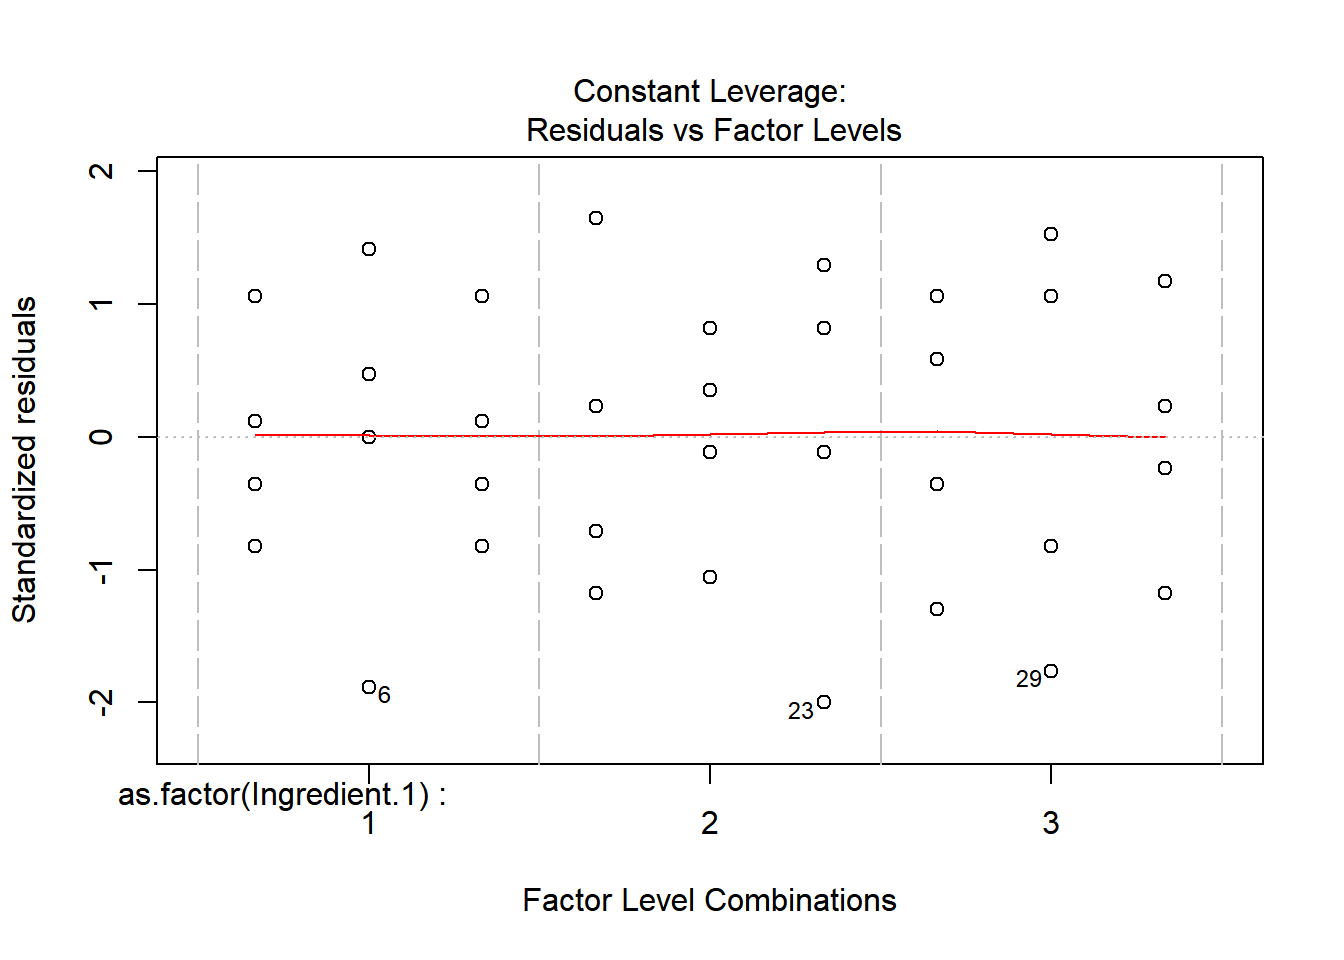 Constant Leverage:
Residuals vs Factor Levels
Standardized residuals
2
1
0
-1
-2
6
23
29
as.factor(Ingredient.1) :
1
2
3
Factor Level Combinations